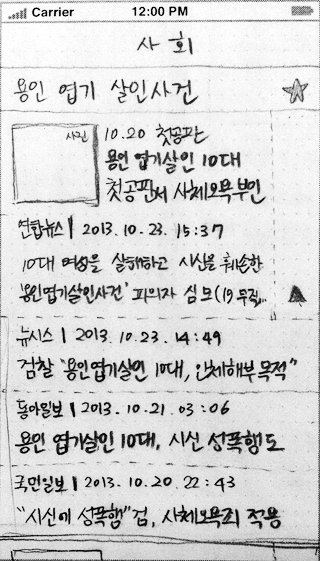 Carrier 12:00 PM
사회
용인 엽기 살인사건
사진
10.20 첫공판
용인 엽기살인 10대
첫공판서 사체오욕부인
연합뉴스 | 2013.10.23. 15:37
10대 여성을 살해하고 시신을 훼손한
'용인엽기살인사건' 피의자 심모(19 무직...
뉴시스 | 2013.10.23. 14:49
검찰 "용인엽기살인 10대, 인체해부 목적"
동아일보 | 2013.10.21. 03:06
용인 엽기살인 10대, 시신 성폭행도
국민일보 | 2013.10.20. 22:43
"시신에 성폭행" 검, 사체오욕죄 적용